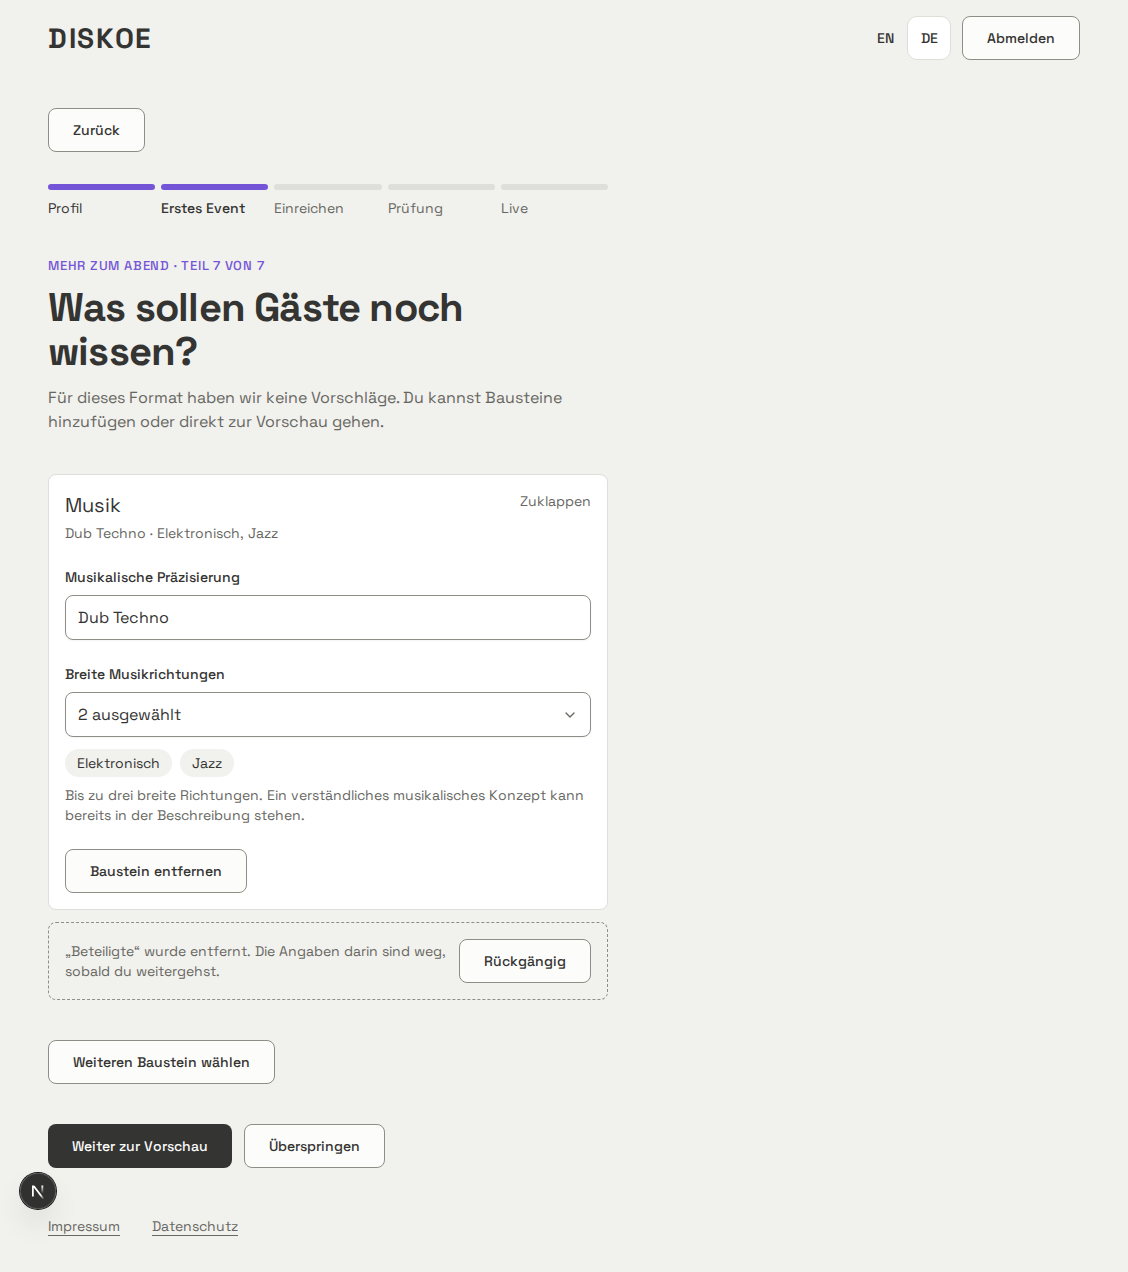 DISKOE
EN
DE
Abmelden
Zurück
Profil
Erstes Event
Einreichen
Prüfung
Live
MEHR ZUM ABEND · TEIL 7 VON 7
Was sollen Gäste noch
wissen?
Für dieses Format haben wir keine Vorschläge. Du kannst Bausteine
hinzufügen oder direkt zur Vorschau gehen.
Musik
Zuklappen
Dub Techno · Elektronisch, Jazz
Musikalische Präzisierung
Dub Techno
Breite Musikrichtungen
2 ausgewählt
Elektronisch
Jazz
Bis zu drei breite Richtungen. Ein verständliches musikalisches Konzept kann
bereits in der Beschreibung stehen.
Baustein entfernen
„Beteiligte“ wurde entfernt. Die Angaben darin sind weg,
sobald du weitergehst.
Rückgängig
Weiteren Baustein wählen
Weiter zur Vorschau
Überspringen
N
Impressum
Datenschutz